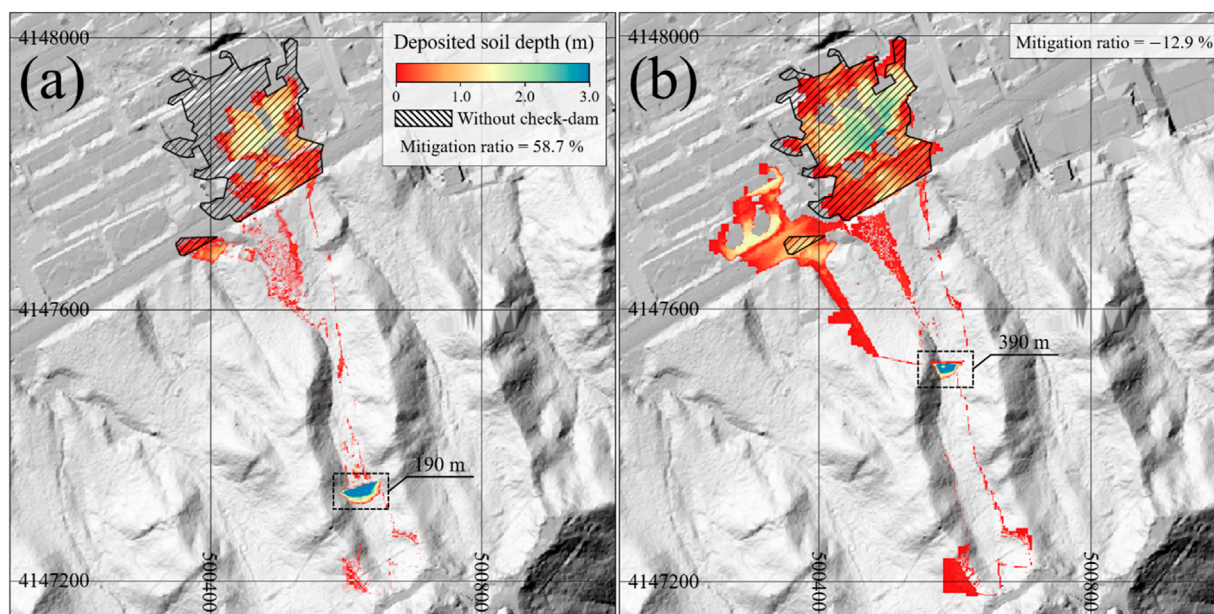 (a)
4148000
4147600
4147200
500400
500800
Deposited soil depth (m)
0 1.0 2.0 3.0
Without check-dam
Mitigation ratio = 58.7 %
190 m
(b)
Mitigation ratio = −12.9 %
4148000
4147600
4147200
500400
500800
390 m